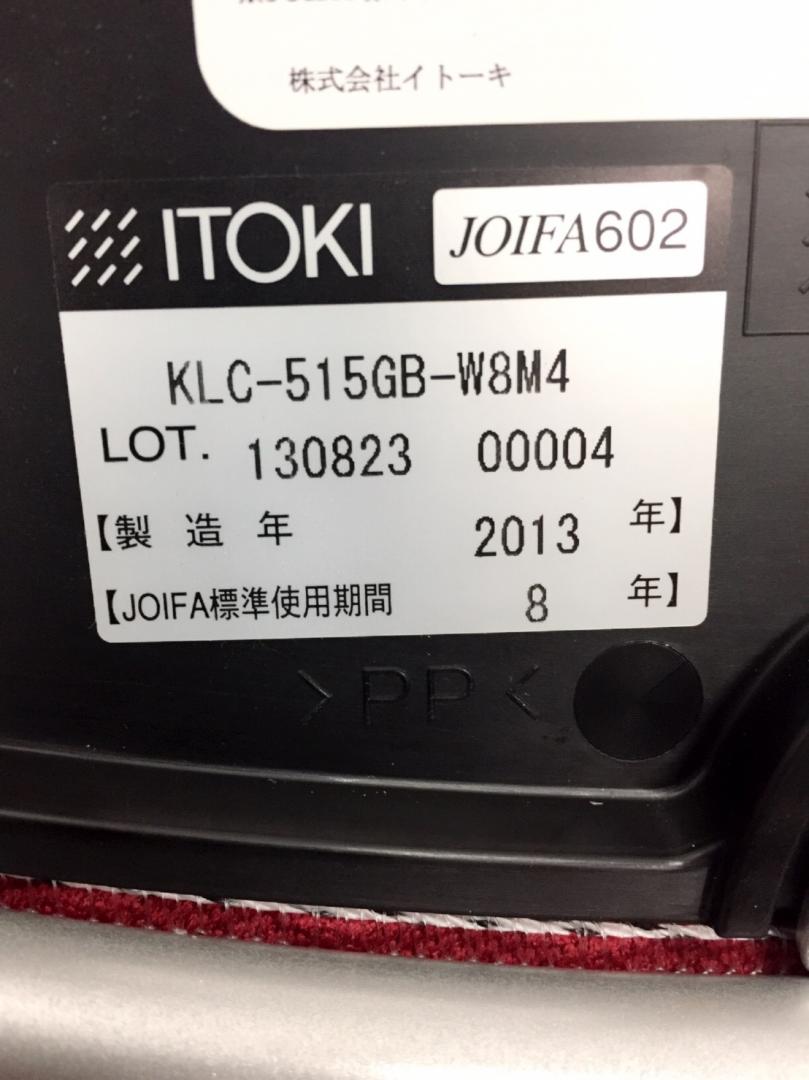 株式会社イトーキ
ITOKI JOIFA602
KLC-515GB-W8M4
LOT. 130823 00004
【製造年 2013 年】
【JOIFA標準使用期間 8 年】
>PP<